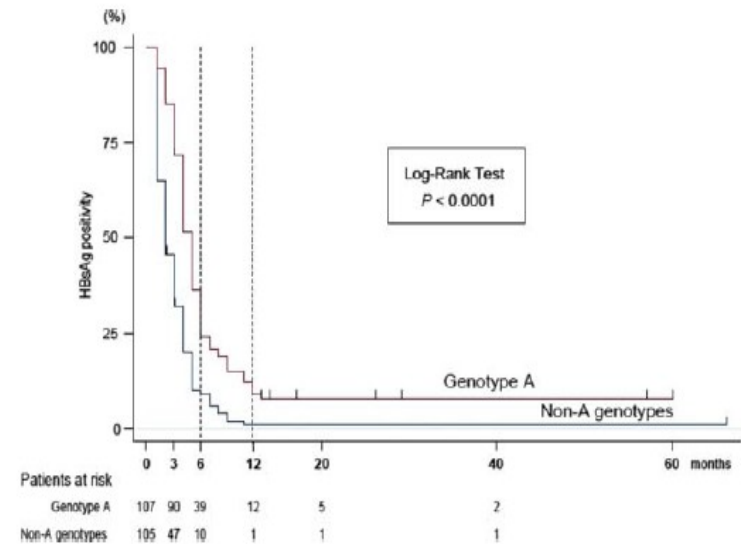 (%)
100
75
50
25
0
HBsAg positivity
Log-Rank Test
P < 0.0001
Genotype A
Non-A genotypes
0 3 6 12 20 40 60 months
Patients at risk
Genotype A 107 90 39 12 5 2
Non-A genotypes 105 47 10 1 1 1